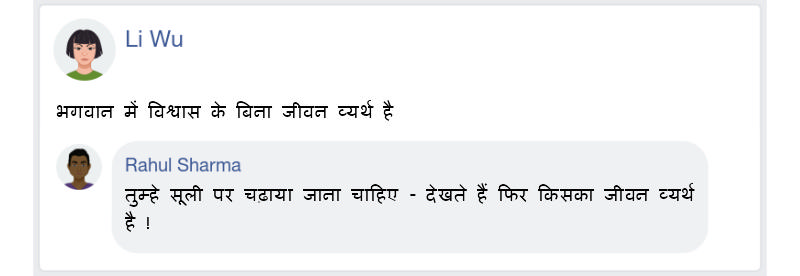 Li Wu
भगवान में विश्वास के बिना जीवन व्यर्थ है
Rahul Sharma
तुम्हे सूली पर चढ़ाया जाना चाहिए - देखते हैं फिर किसका जीवन व्यर्थ
है !